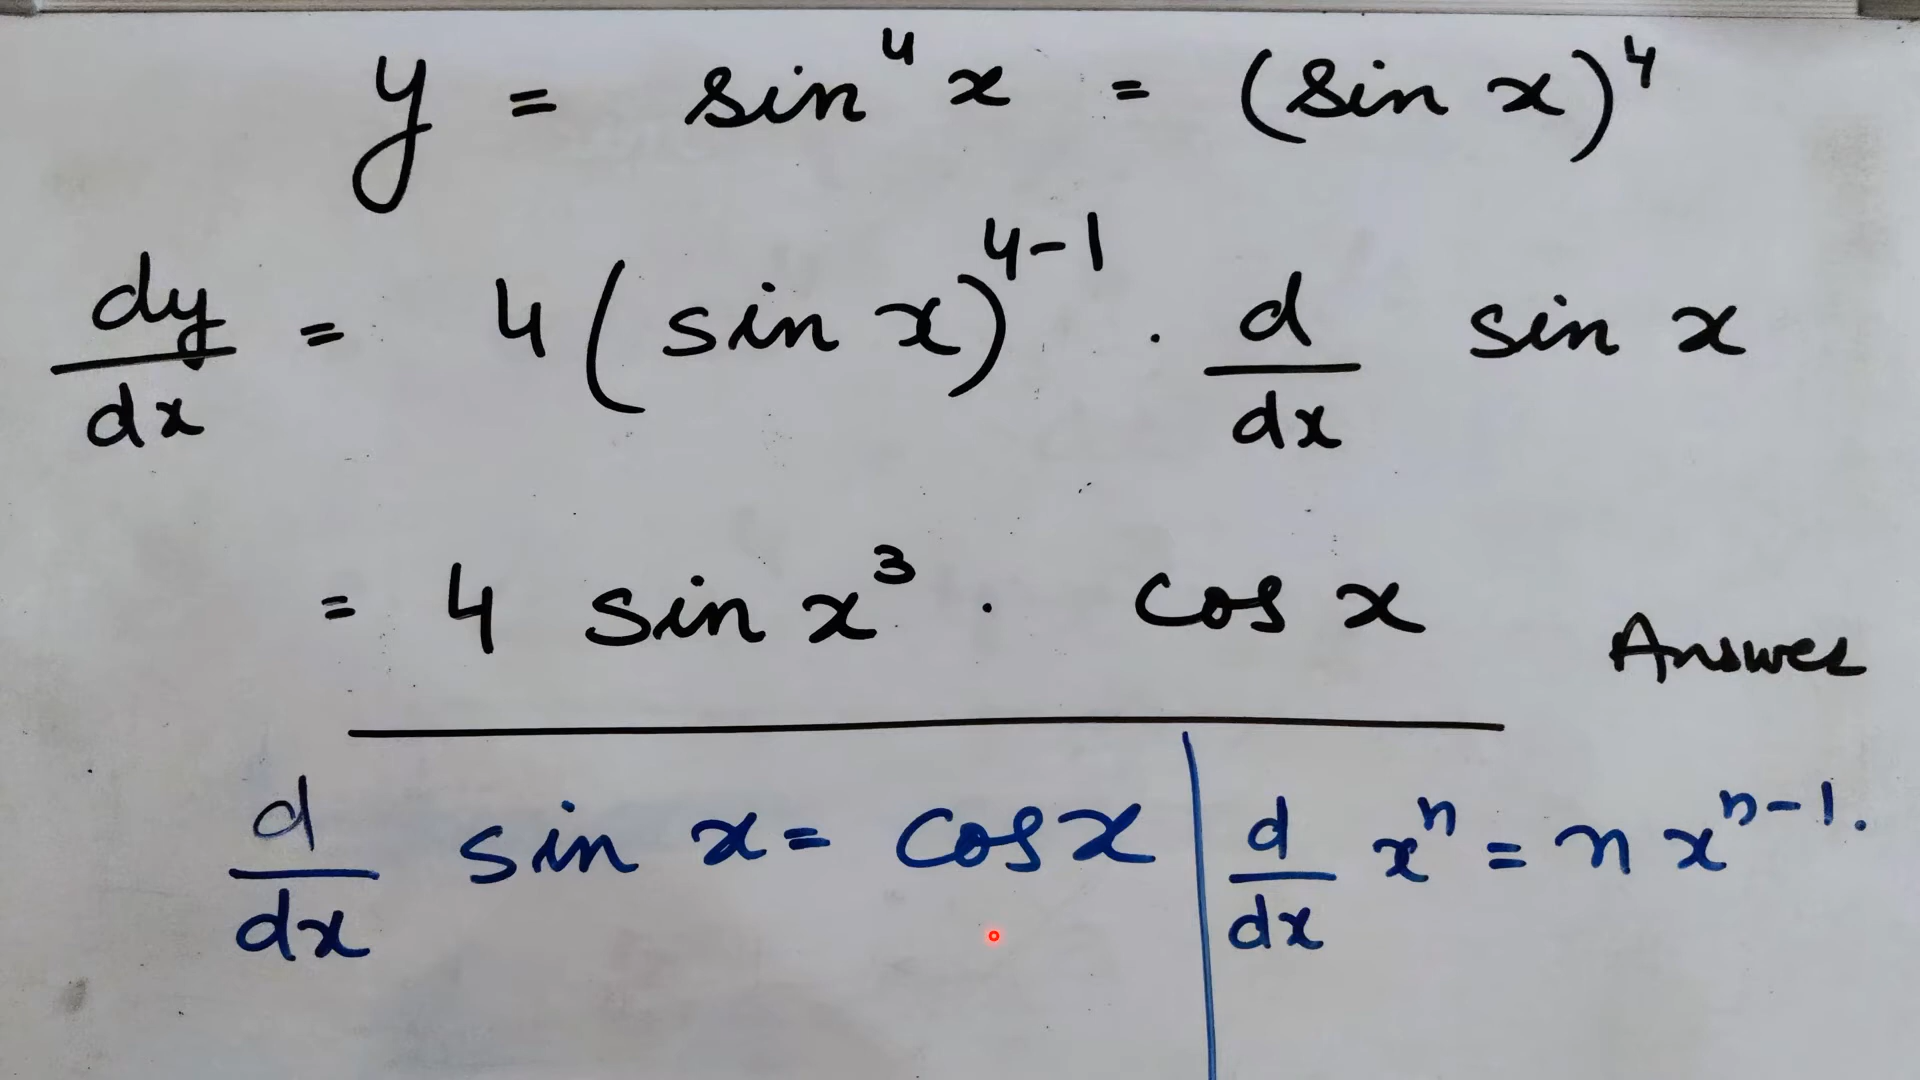 y = sin⁴ x = (sin x)⁴
dy/dx = 4 (sin x)⁴⁻¹ . d/dx sin x
= 4 sin x³ . cos x Answer
d/dx sin x = cos x | d/dx xⁿ = n xⁿ⁻¹.